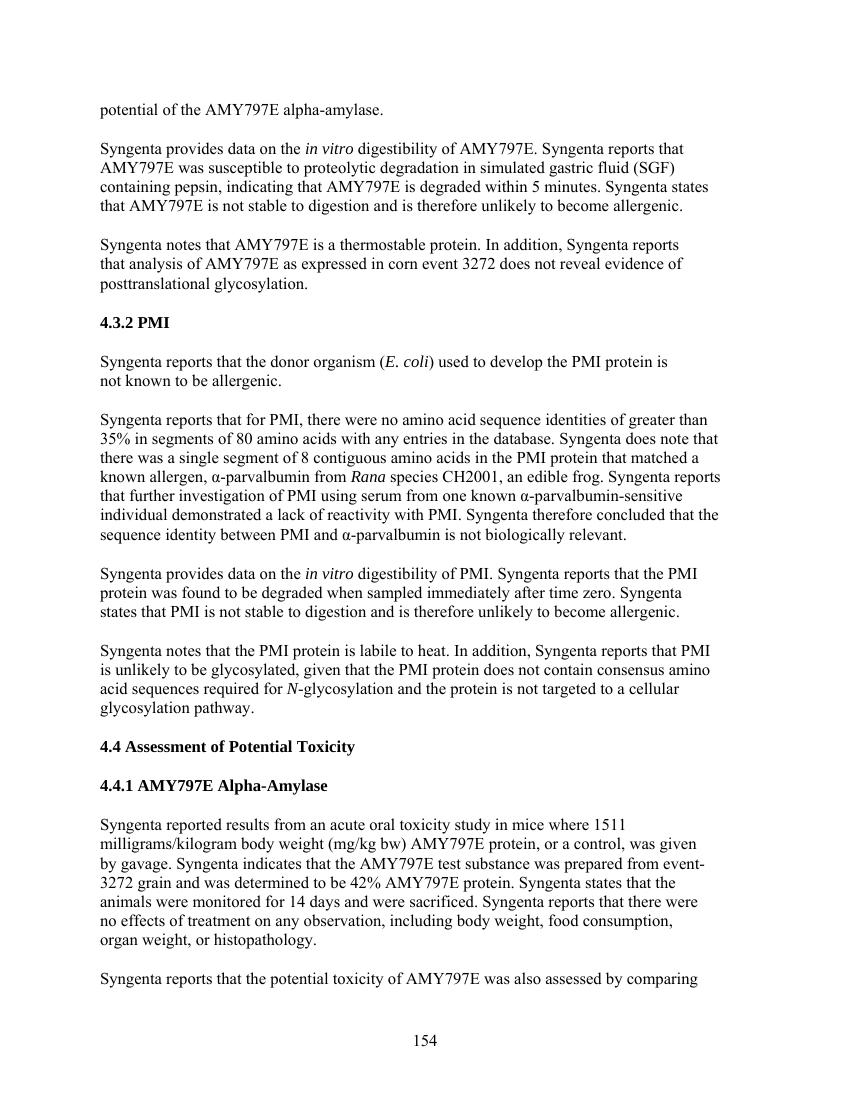 potential of the AMY797E alpha-amylase.
Syngenta provides data on the in vitro digestibility of AMY797E. Syngenta reports that
AMY797E was susceptible to proteolytic degradation in simulated gastric fluid (SGF)
containing pepsin, indicating that AMY797E is degraded within 5 minutes. Syngenta states
that AMY797E is not stable to digestion and is therefore unlikely to become allergenic.
Syngenta notes that AMY797E is a thermostable protein. In addition, Syngenta reports
that analysis of AMY797E as expressed in corn event 3272 does not reveal evidence of
posttranslational glycosylation.
4.3.2 PMI
Syngenta reports that the donor organism (E. coli) used to develop the PMI protein is
not known to be allergenic.
Syngenta reports that for PMI, there were no amino acid sequence identities of greater than
35% in segments of 80 amino acids with any entries in the database. Syngenta does note that
there was a single segment of 8 contiguous amino acids in the PMI protein that matched a
known allergen, α-parvalbumin from Rana species CH2001, an edible frog. Syngenta reports
that further investigation of PMI using serum from one known α-parvalbumin-sensitive
individual demonstrated a lack of reactivity with PMI. Syngenta therefore concluded that the
sequence identity between PMI and α-parvalbumin is not biologically relevant.
Syngenta provides data on the in vitro digestibility of PMI. Syngenta reports that the PMI
protein was found to be degraded when sampled immediately after time zero. Syngenta
states that PMI is not stable to digestion and is therefore unlikely to become allergenic.
Syngenta notes that the PMI protein is labile to heat. In addition, Syngenta reports that PMI
is unlikely to be glycosylated, given that the PMI protein does not contain consensus amino
acid sequences required for N-glycosylation and the protein is not targeted to a cellular
glycosylation pathway.
4.4 Assessment of Potential Toxicity
4.4.1 AMY797E Alpha-Amylase
Syngenta reported results from an acute oral toxicity study in mice where 1511
milligrams/kilogram body weight (mg/kg bw) AMY797E protein, or a control, was given
by gavage. Syngenta indicates that the AMY797E test substance was prepared from event-
3272 grain and was determined to be 42% AMY797E protein. Syngenta states that the
animals were monitored for 14 days and were sacrificed. Syngenta reports that there were
no effects of treatment on any observation, including body weight, food consumption,
organ weight, or histopathology.
Syngenta reports that the potential toxicity of AMY797E was also assessed by comparing
154